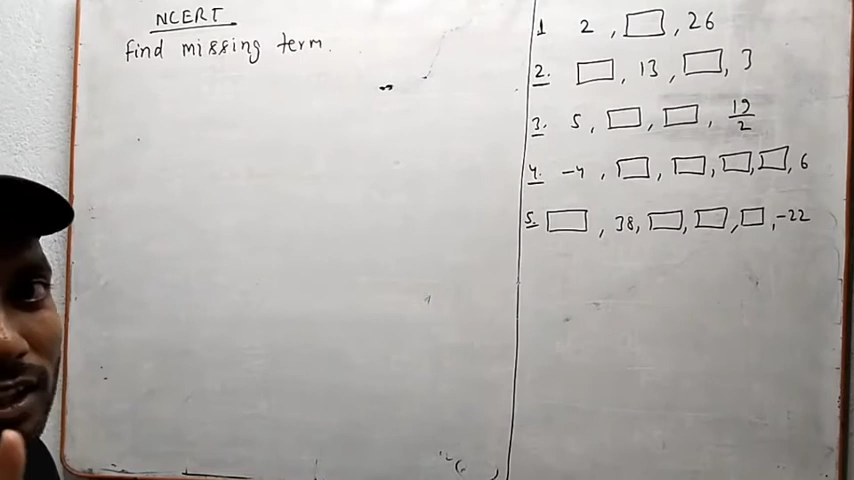 NCERT
find missing term.
1 2 , □ , 26
2. □ , 13 , □ , 3
3. 5 , □ , □ , 19/2
4. -4 , □ , □ , □ , □ , 6
5. □ , 38 , □ , □ , □ , -22